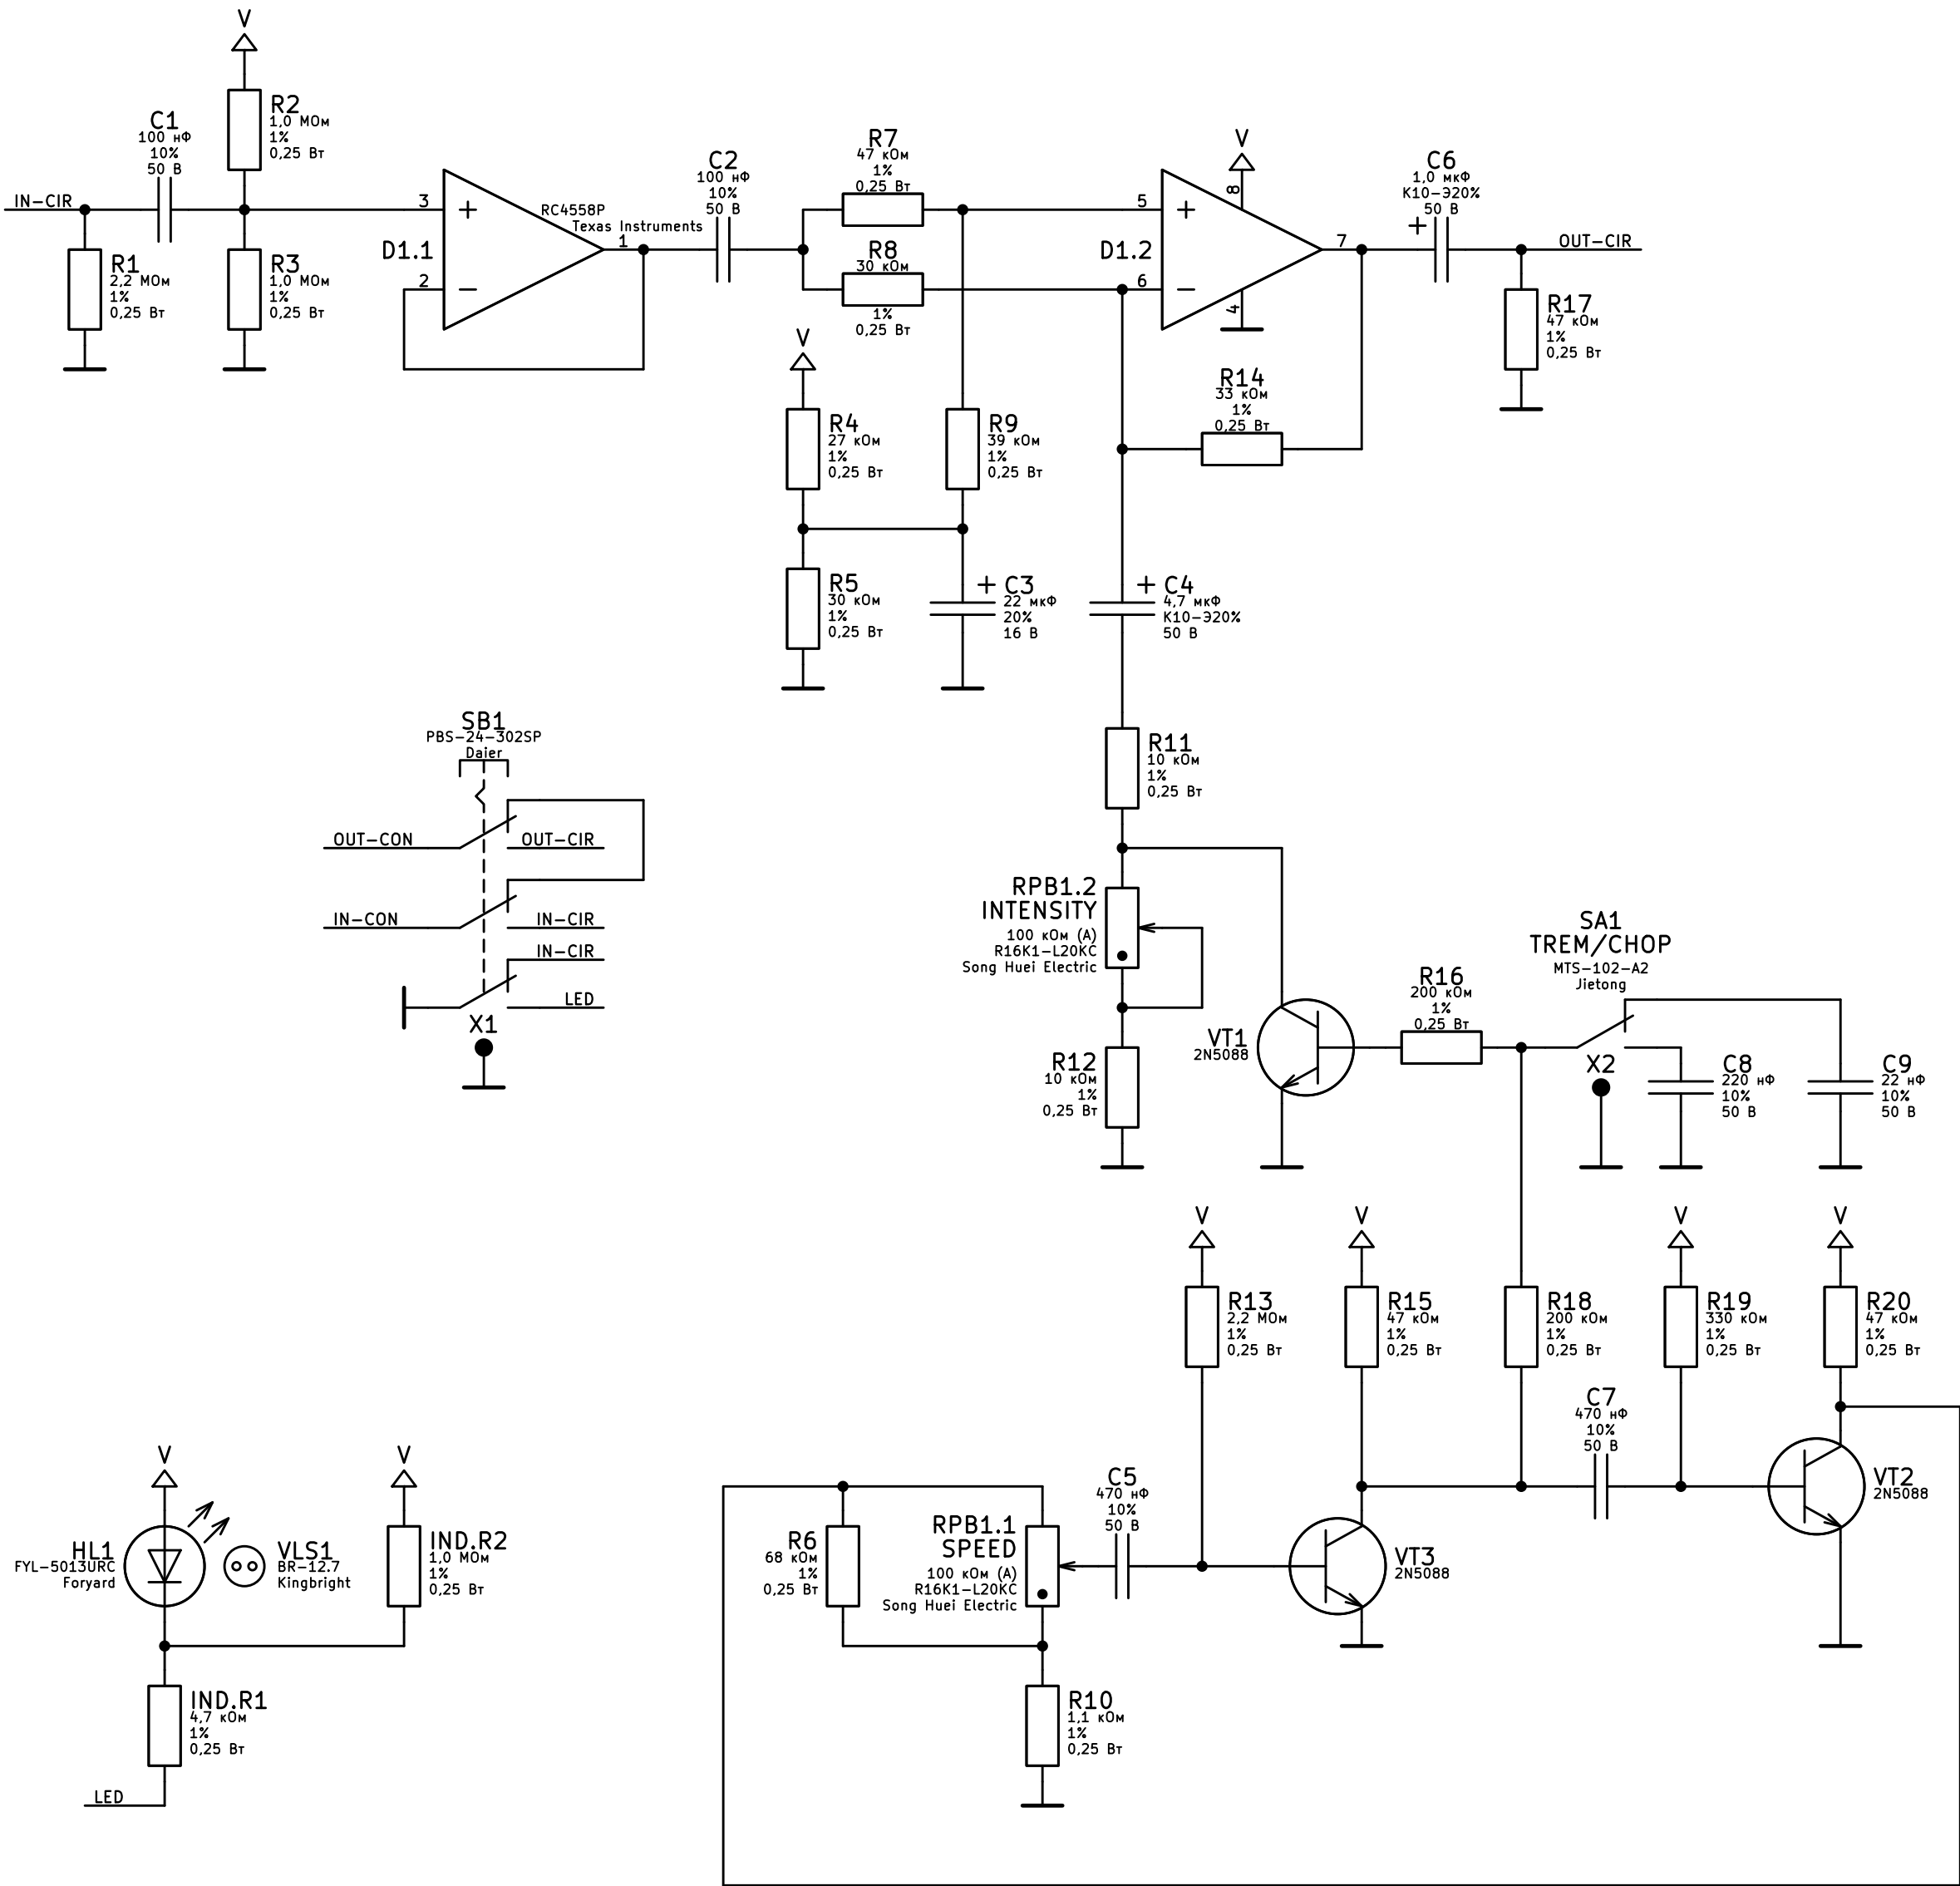 V
R2
1,0 МОм
1%
0,25 Вт
C1
100 нФ
10%
50 В
IN-CIR
R1
2,2 МОм
1%
0,25 Вт
R3
1,0 МОм
1%
0,25 Вт
3
2
1
D1.1
RC4558P
Texas Instruments
C2
100 нФ
10%
50 В
R7
47 кОм
1%
0,25 Вт
R8
30 кОм
1%
0,25 Вт
V
8
5
6
7
4
D1.2
C6
1,0 мкФ
К10-Э20%
50 В
OUT-CIR
R17
47 кОм
1%
0,25 Вт
R14
33 кОм
1%
0,25 Вт
V
R4
27 кОм
1%
0,25 Вт
R9
39 кОм
1%
0,25 Вт
R5
30 кОм
1%
0,25 Вт
C3
22 мкФ
20%
16 В
C4
4,7 мкФ
К10-Э20%
50 В
SB1
PBS-24-302SP
Daier
OUT-CON
OUT-CIR
IN-CON
IN-CIR
IN-CIR
LED
X1
R11
10 кОм
1%
0,25 Вт
RPB1.2
INTENSITY
100 кОм (A)
R16K1-L20KC
Song Huei Electric
R12
10 кОм
1%
0,25 Вт
VT1
2N5088
R16
200 кОм
1%
0,25 Вт
SA1
TREM/CHOP
MTS-102-A2
Jietong
X2
C8
220 нФ
10%
50 В
C9
22 нФ
10%
50 В
V
R13
2,2 МОм
1%
0,25 Вт
V
R15
47 кОм
1%
0,25 Вт
R18
200 кОм
1%
0,25 Вт
V
R19
330 кОм
1%
0,25 Вт
V
R20
47 кОм
1%
0,25 Вт
C7
470 нФ
10%
50 В
VT2
2N5088
V
HL1
FYL-5013URC
Foryard
VLS1
BR-12.7
Kingbright
V
IND.R2
1,0 МОм
1%
0,25 Вт
IND.R1
4,7 кОм
1%
0,25 Вт
LED
R6
68 кОм
1%
0,25 Вт
RPB1.1
SPEED
100 кОм (A)
R16K1-L20KC
Song Huei Electric
C5
470 нФ
10%
50 В
VT3
2N5088
R10
1,1 кОм
1%
0,25 Вт